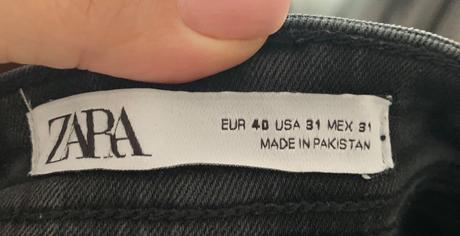 ZARA
EUR 40 USA 31 MEX 31
MADE IN PAKISTAN